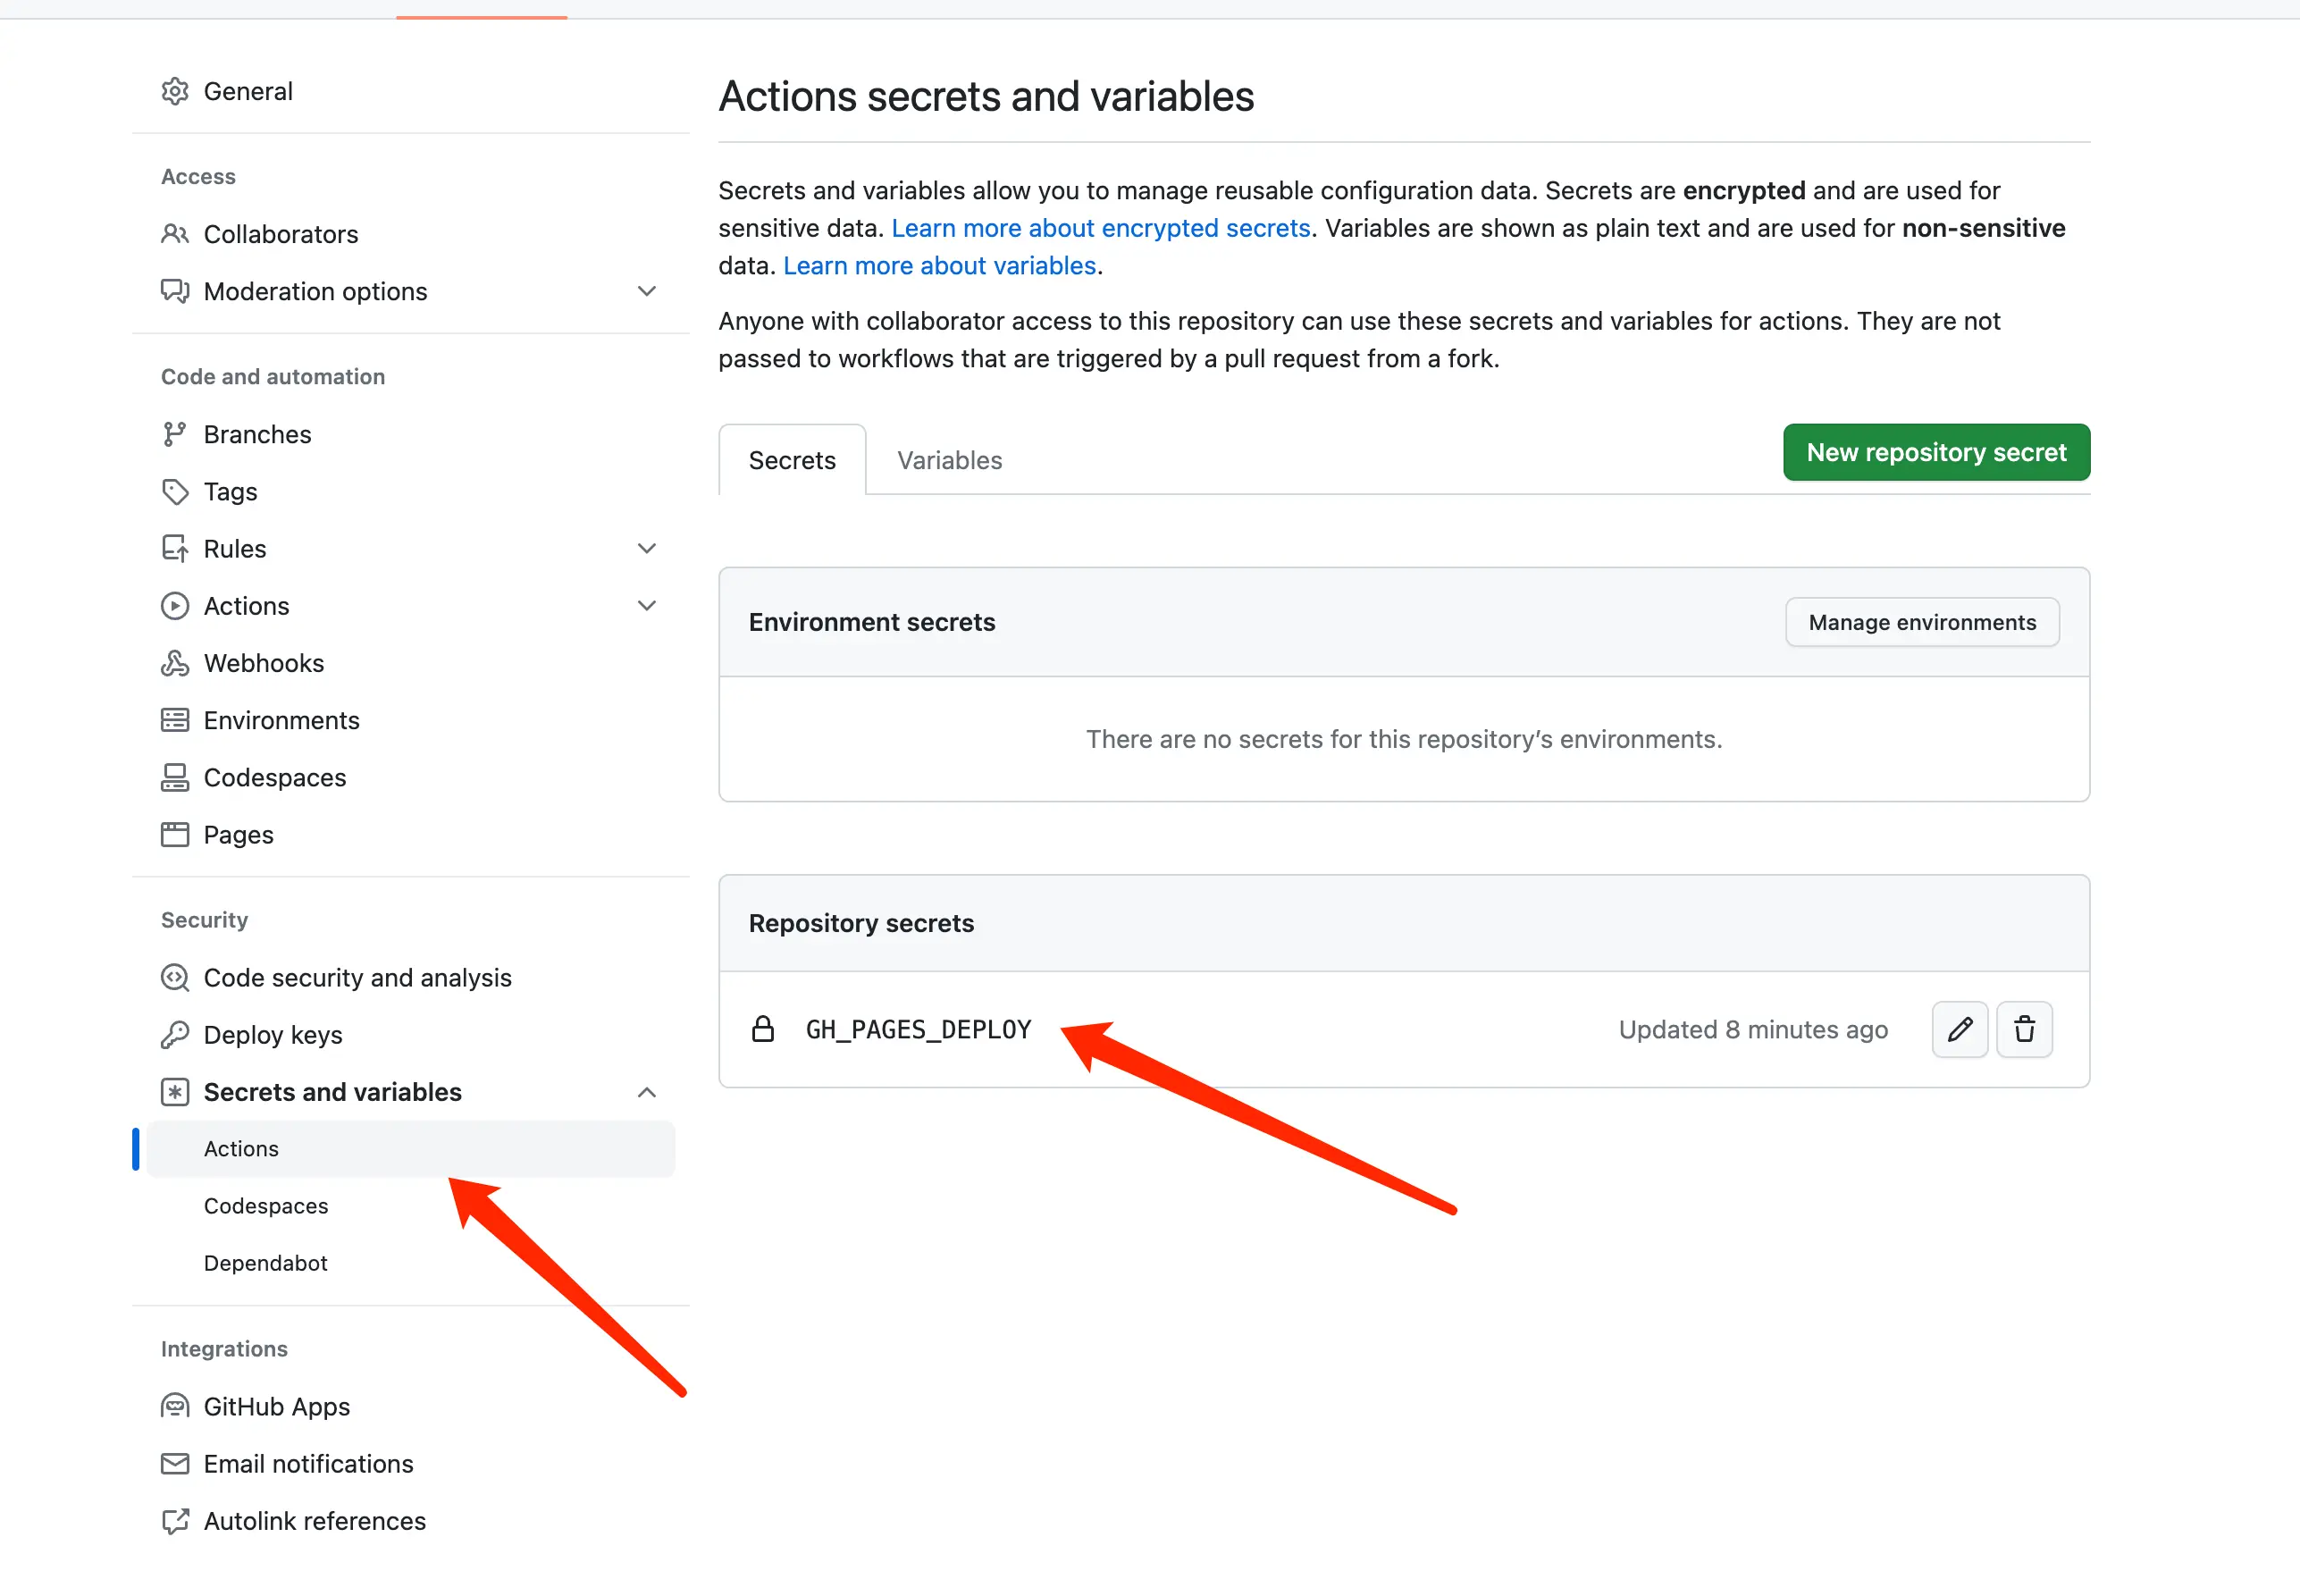 General
Access
Collaborators
Moderation options
Code and automation
Branches
Tags
Rules
Actions
Webhooks
Environments
Codespaces
Pages
Security
Code security and analysis
Deploy keys
Secrets and variables
Actions
Codespaces
Dependabot
Integrations
GitHub Apps
Email notifications
Autolink references
Actions secrets and variables
Secrets and variables allow you to manage reusable configuration data. Secrets are encrypted and are used for
sensitive data. Learn more about encrypted secrets. Variables are shown as plain text and are used for non-sensitive
data. Learn more about variables.
Anyone with collaborator access to this repository can use these secrets and variables for actions. They are not
passed to workflows that are triggered by a pull request from a fork.
Secrets Variables New repository secret
Environment secrets Manage environments
There are no secrets for this repository’s environments.
Repository secrets
GH_PAGES_DEPLOY Updated 8 minutes ago